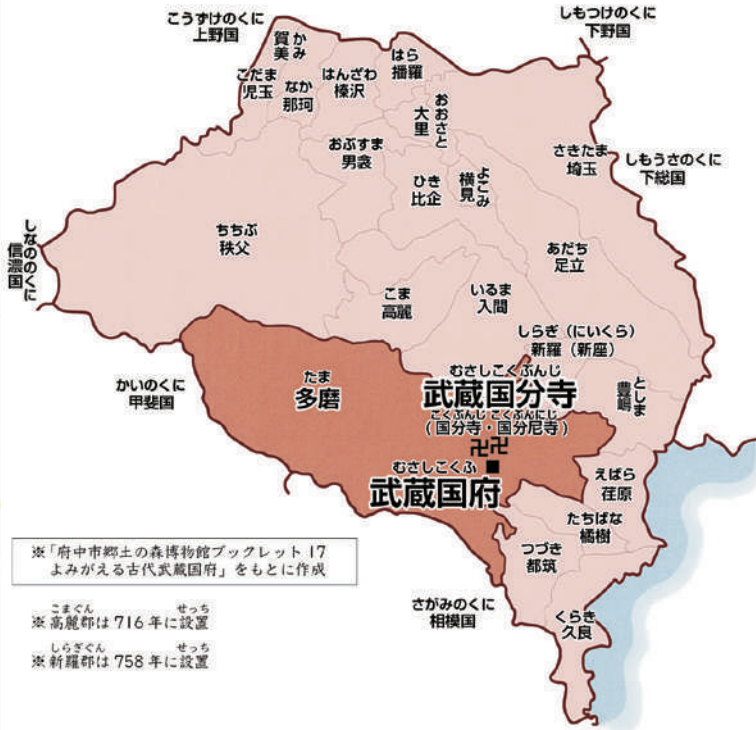 こうずけのくに
上野国
しもつけのくに
下野国
かみ
賀美
はら
播羅
こだま
児玉
なか
那珂
はんざわ
榛沢
おおさと
大里
おぶすま
男衾
さきたま
埼玉
しもうさのくに
下総国
ひき
比企
よこみ
横見
しなののくに
信濃国
ちちぶ
秩父
あだち
足立
こま
高麗
いるま
入間
しらぎ(にいくら)
新羅(新座)
かいのくに
甲斐国
たま
多磨
むさしこくぶんじ
武蔵国分寺
こくぶんじ こくぶんにじ
(国分寺・国分尼寺)
卍卍
としま
豊嶋
むさしこくふ
武蔵国府
えばら
荏原
たちばな
橘樹
つづき
都筑
さがみのくに
相模国
くらき
久良
※「府中市郷土の森博物館ブックレット 17
よみがえる古代武蔵国府」をもとに作成
こまぐん せっち
※高麗郡は 716 年に設置
しらぎぐん せっち
※新羅郡は 758 年に設置